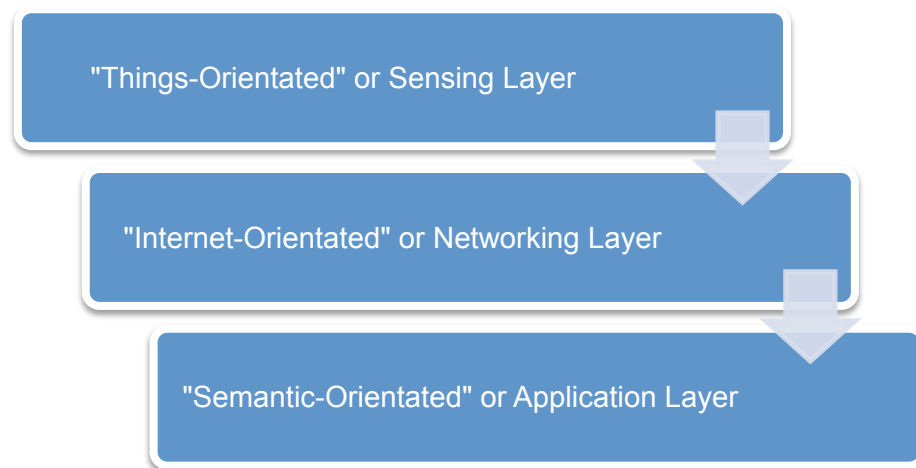 "Things-Orientated" or Sensing Layer
"Internet-Orientated" or Networking Layer
"Semantic-Orientated" or Application Layer